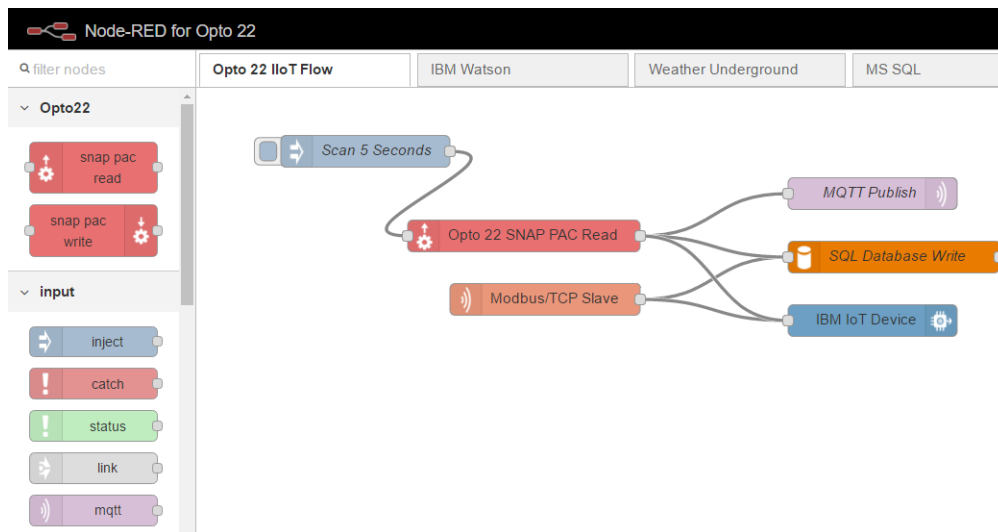 Node-RED for Opto 22
filter nodes
Opto 22 IIoT Flow
IBM Watson
Weather Underground
MS SQL
Opto22
snap pac
read
snap pac
write
input
inject
catch
status
link
mqtt
Scan 5 Seconds
Opto 22 SNAP PAC Read
Modbus/TCP Slave
MQTT Publish
SQL Database Write
IBM IoT Device